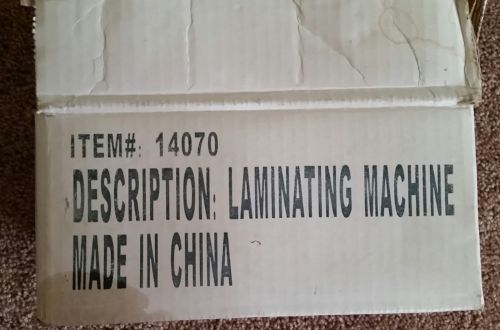 ITEM#: 14070
DESCRIPTION: LAMINATING MACHINE
MADE IN CHINA